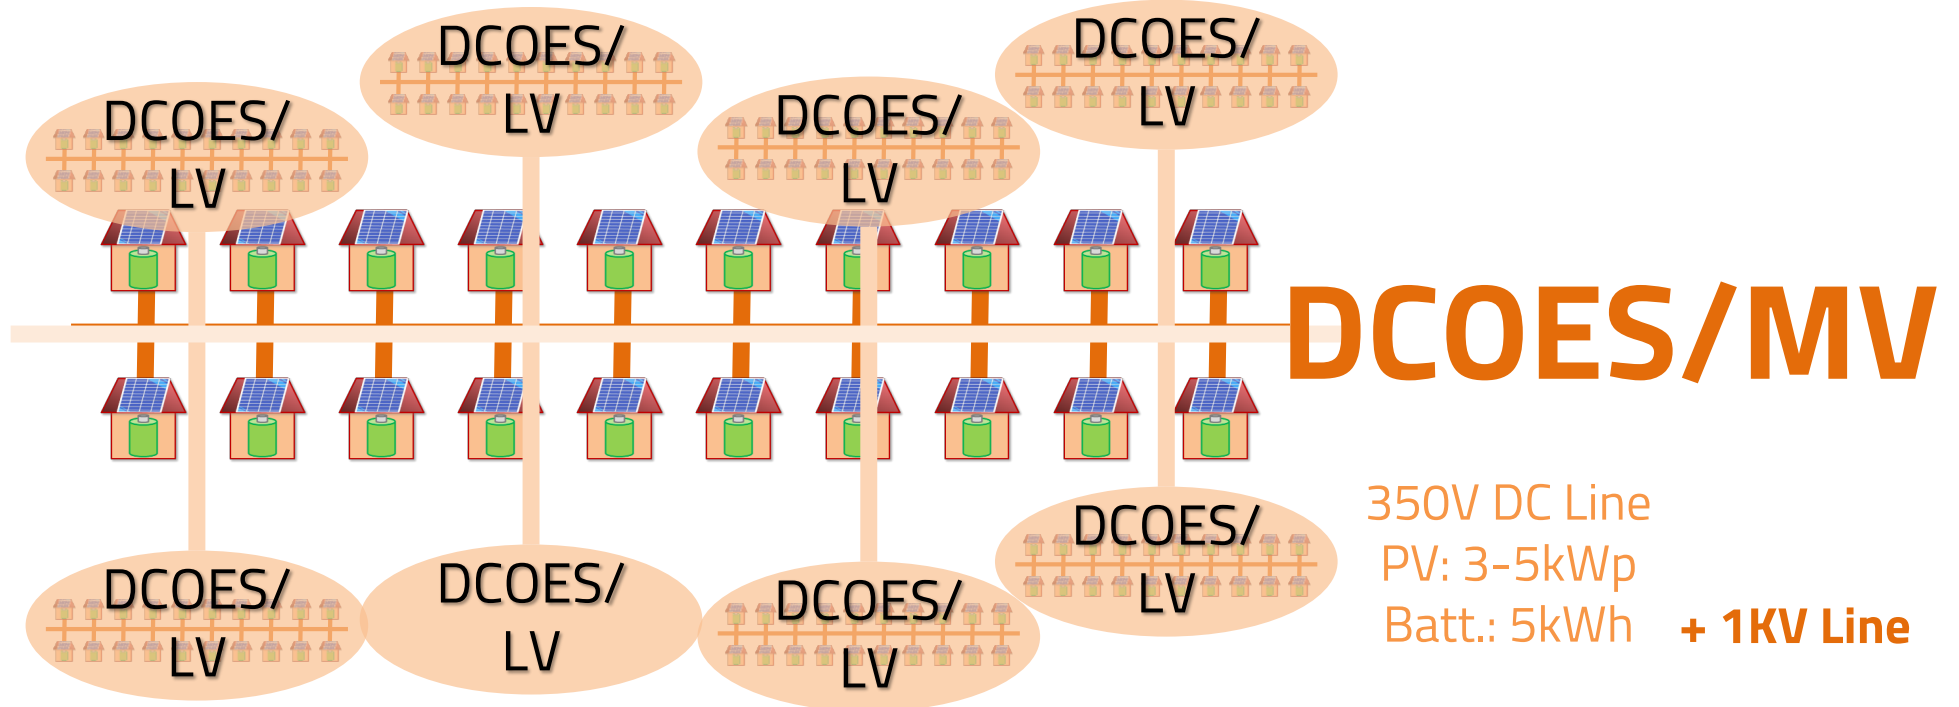 DCOES/
LV
DCOES/
LV
DCOES/
LV
DCOES/
LV
DCOES/MV
DCOES/
LV
DCOES/
LV
DCOES/
LV
DCOES/
LV
350V DC Line
PV: 3-5kWp
Batt.: 5kWh + 1KV Line